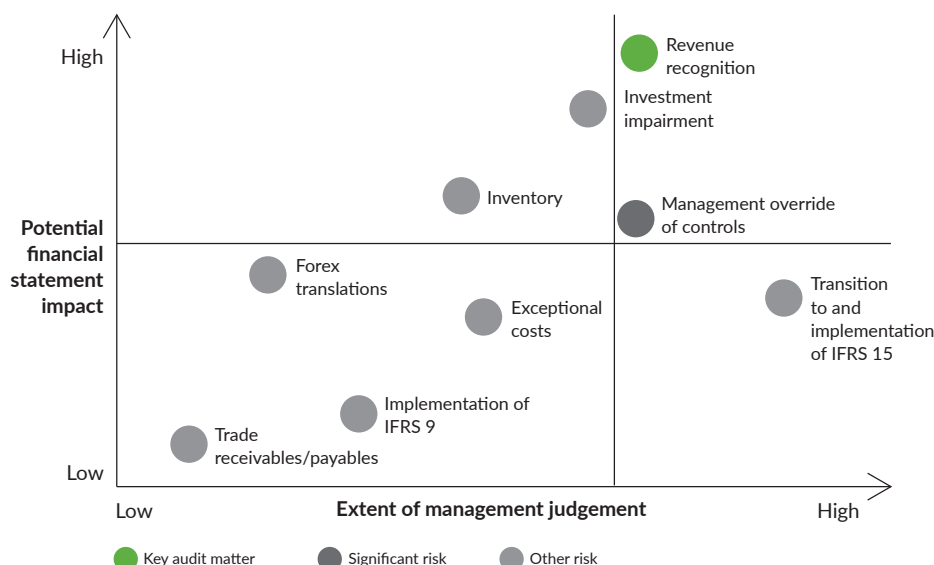 High
Revenue
recognition
Investment
impairment
Inventory
Management override
of controls
Potential
financial
statement
impact
Forex
translations
Exceptional
costs
Transition
to and
implementation
of IFRS 15
Implementation of
IFRS 9
Trade
receivables/payables
Low
Low
Extent of management judgement
High
Key audit matter
Significant risk
Other risk